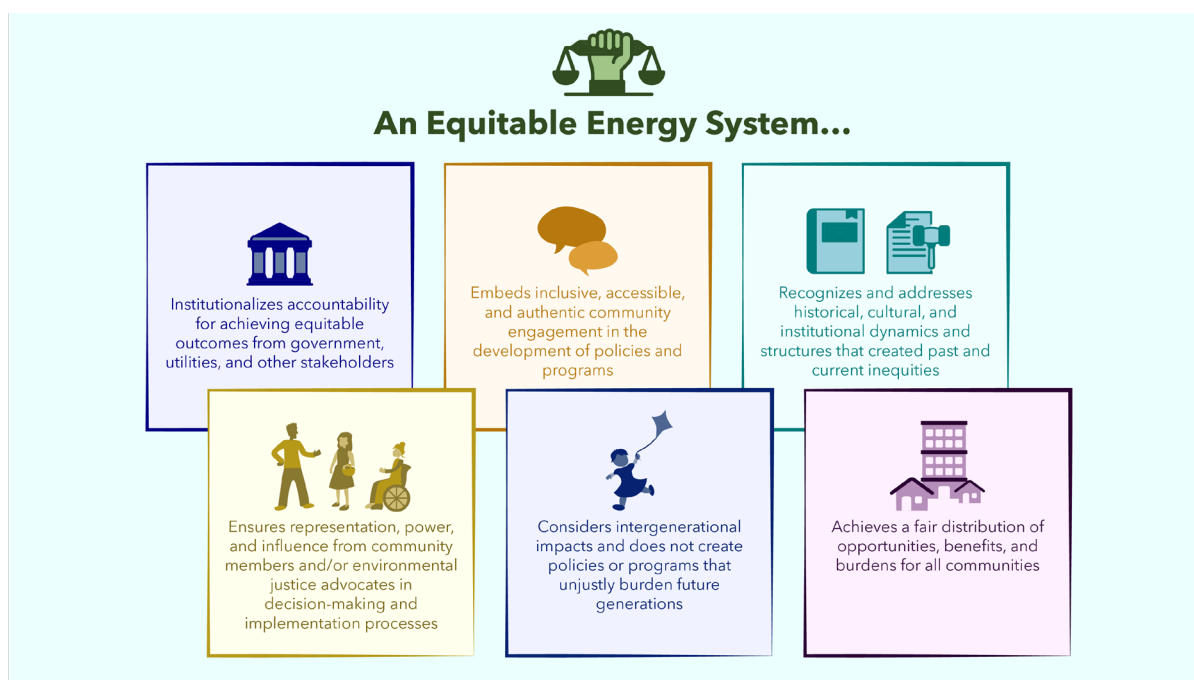 An Equitable Energy System...
Institutionalizes accountability
for achieving equitable
outcomes from government,
utilities, and other stakeholders
Embeds inclusive, accessible,
and authentic community
engagement in the
development of policies and
programs
Recognizes and addresses
historical, cultural, and
institutional dynamics and
structures that created past and
current inequities
Ensures representation, power,
and influence from community
members and/or environmental
justice advocates in
decision-making and
implementation processes
Considers intergenerational
impacts and does not create
policies or programs that
unjustly burden future
generations
Achieves a fair distribution of
opportunities, benefits, and
burdens for all communities